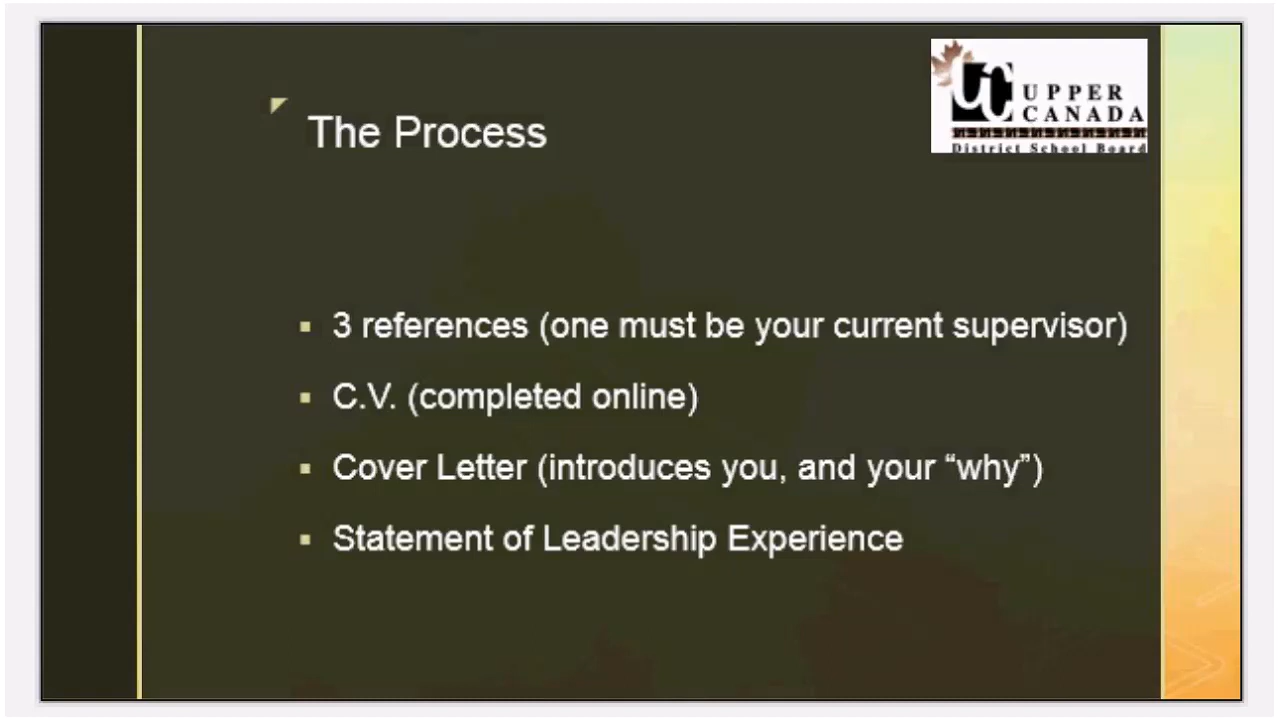 UC UPPER
CANADA
District School Board
The Process
3 references (one must be your current supervisor)
C.V. (completed online)
Cover Letter (introduces you, and your “why”)
Statement of Leadership Experience